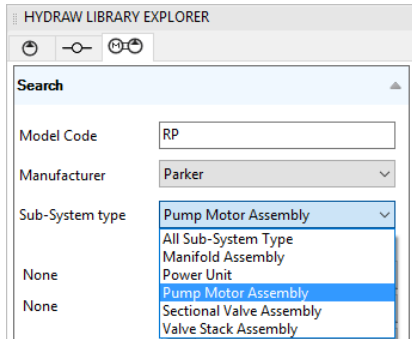 HYDRAW LIBRARY EXPLORER
M
Search
Model Code RP
Manufacturer Parker
Sub-System type Pump Motor Assembly
All Sub-System Type
Manifold Assembly
None Power Unit
Pump Motor Assembly
None Sectional Valve Assembly
Valve Stack Assembly